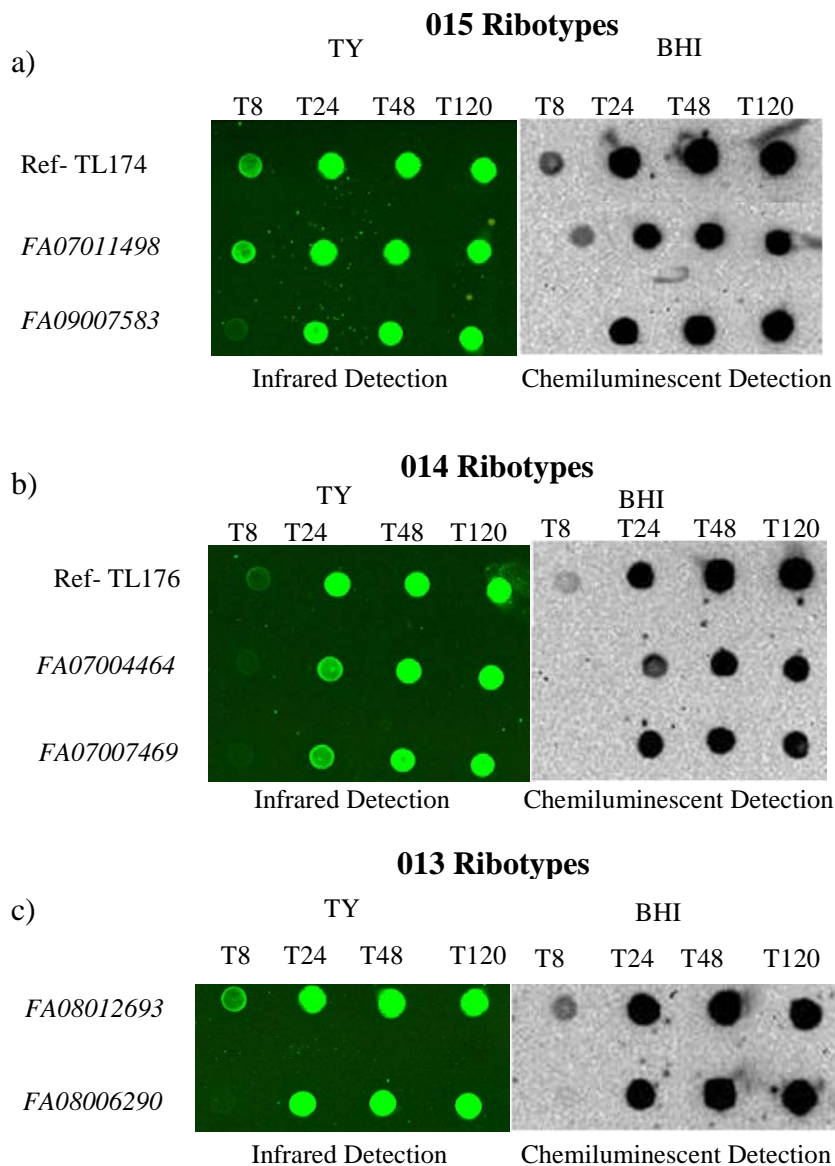 015 Ribotypes
a)
TY BHI
T8 T24 T48 T120 T8 T24 T48 T120
Ref- TL174
FA07011498
FA09007583
Infrared Detection Chemiluminescent Detection
014 Ribotypes
b)
TY BHI
T8 T24 T48 T120 T8 T24 T48 T120
Ref- TL176
FA07004464
FA07007469
Infrared Detection Chemiluminescent Detection
013 Ribotypes
c)
TY BHI
T8 T24 T48 T120 T8 T24 T48 T120
FA08012693
FA08006290
Infrared Detection Chemiluminescent Detection